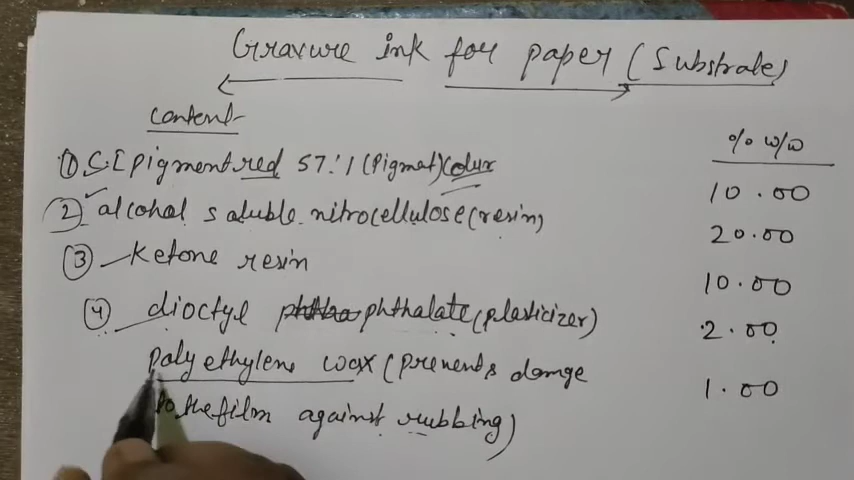 Gravure ink for paper (Substrate)
content-
% w/w
① C.I pigment red 57:1 (Pigmat) Colour 10.00
② alcohol soluble nitrocellulose (resin) 20.00
③ Ketone resin 10.00
④ dioctyl phthalate (plasticizer) 2.00
polyethylene wax (prevents damge 1.00
to the film against rubbing)